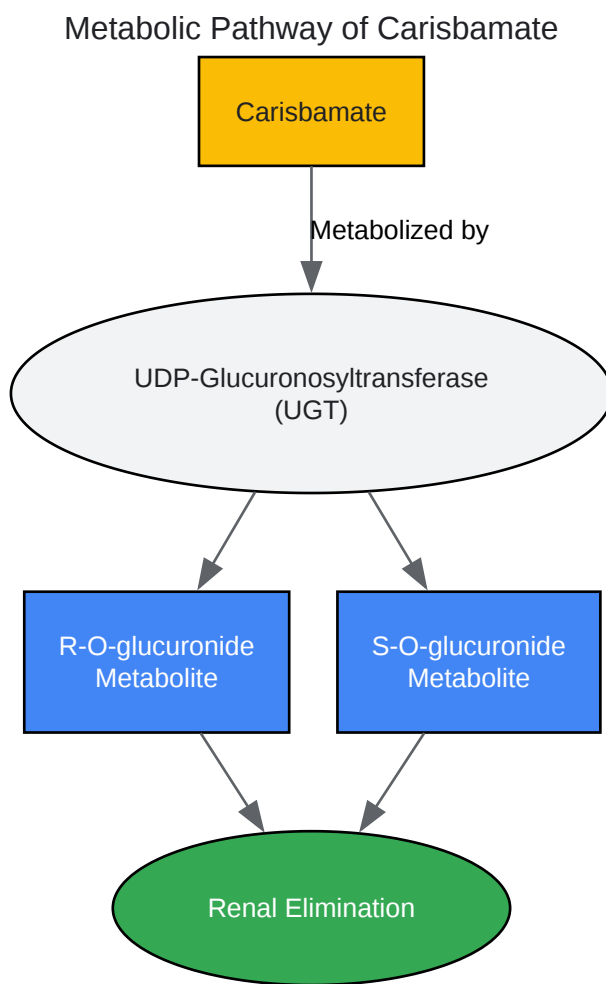 Metabolic Pathway of Carisbamate
Carisbamate
Metabolized by
UDP-Glucuronosyltransferase
(UGT)
R-O-glucuronide
Metabolite
S-O-glucuronide
Metabolite
Renal Elimination